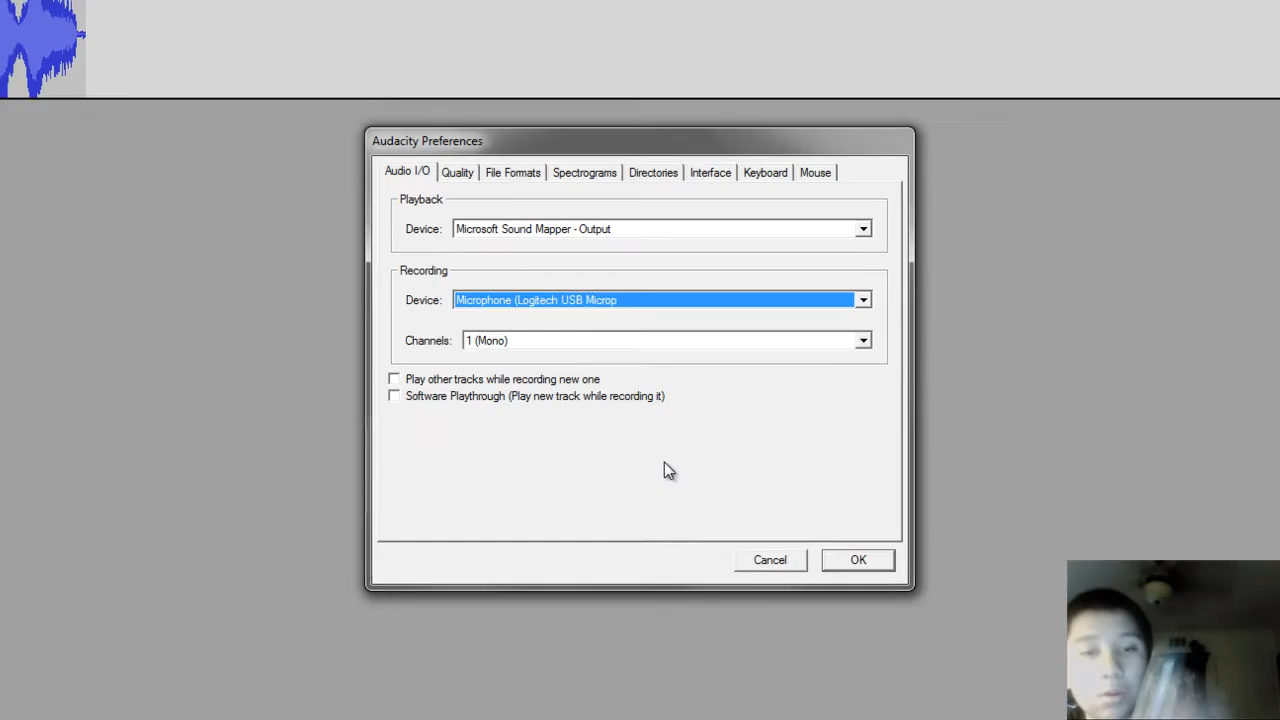 Audacity Preferences
Audio I/O Quality File Formats Spectrograms Directories Interface Keyboard Mouse
Playback
Device: Microsoft Sound Mapper - Output
Recording
Device: Microphone (Logitech USB Microp
Channels: 1 (Mono)
Play other tracks while recording new one
Software Playthrough (Play new track while recording it)
Cancel OK